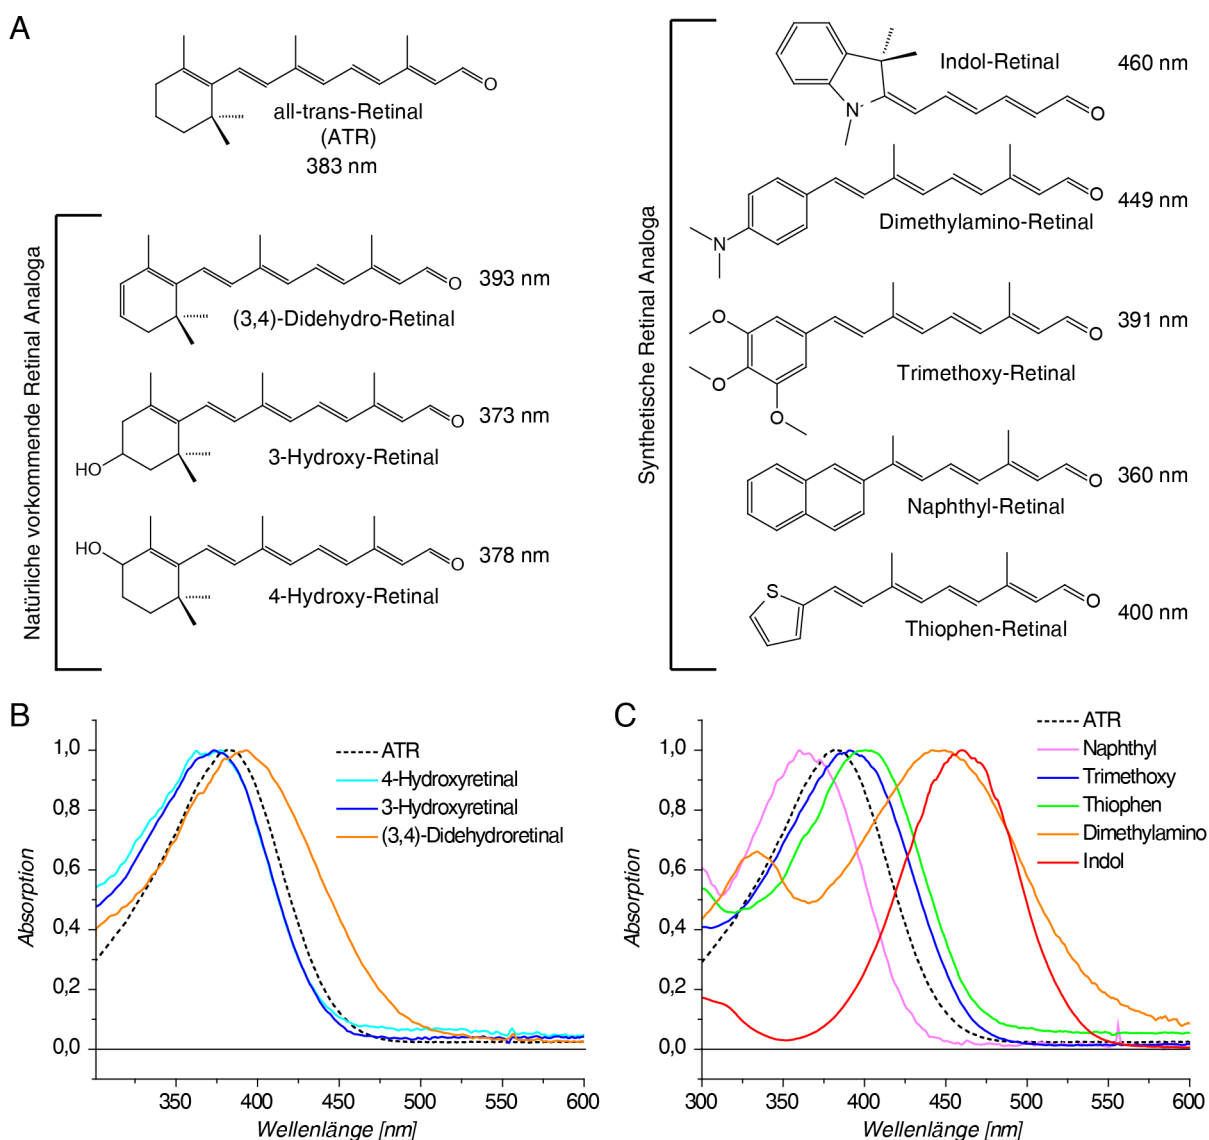 A
all-trans-Retinal
(ATR)
383 nm
O
Natürliche vorkommende Retinal Analoga
O
393 nm
(3,4)-Didehydro-Retinal
O
373 nm
3-Hydroxy-Retinal
HO
HO
O
378 nm
4-Hydroxy-Retinal
Synthetische Retinal Analoga
Indol-Retinal
460 nm
N
O
O
449 nm
Dimethylamino-Retinal
N
O
O
391 nm
Trimethoxy-Retinal
O
O
O
360 nm
Naphthyl-Retinal
S
O
400 nm
Thiophen-Retinal
B
ATR
4-Hydroxyretinal
3-Hydroxyretinal
(3,4)-Didehydroretinal
1,0
0,8
0,6
0,4
0,2
0,0
Absorption
350
400
450
500
550
600
Wellenlänge [nm]
C
ATR
Naphthyl
Trimethoxy
Thiophen
Dimethylamino
Indol
1,0
0,8
0,6
0,4
0,2
0,0
Absorption
300
350
400
450
500
550
600
Wellenlänge [nm]